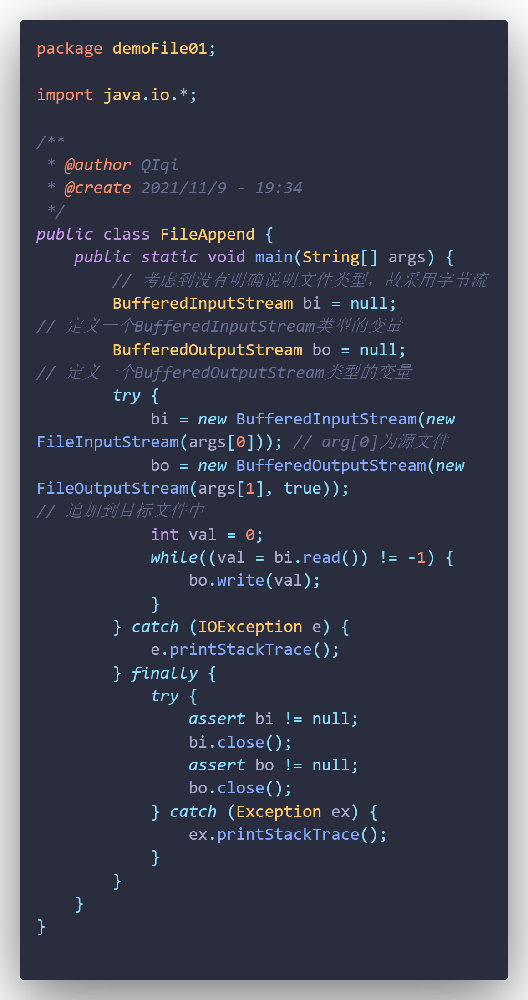 package demoFile01;

import java.io.*;

/**
 * @author QIqi
 * @create 2021/11/9 - 19:34
 */
public class FileAppend {
    public static void main(String[] args) {
        // 考虑到没有明确说明文件类型，故采用字节流
        BufferedInputStream bi = null;
// 定义一个BufferedInputStream类型的变量
        BufferedOutputStream bo = null;
// 定义一个BufferedOutputStream类型的变量
        try {
            bi = new BufferedInputStream(new
FileInputStream(args[0])); // arg[0]为源文件
            bo = new BufferedOutputStream(new
FileOutputStream(args[1], true));
// 追加到目标文件中
            int val = 0;
            while((val = bi.read()) != -1) {
                bo.write(val);
            }
        } catch (IOException e) {
            e.printStackTrace();
        } finally {
            try {
                assert bi != null;
                bi.close();
                assert bo != null;
                bo.close();
            } catch (Exception ex) {
                ex.printStackTrace();
            }
        }
    }
}